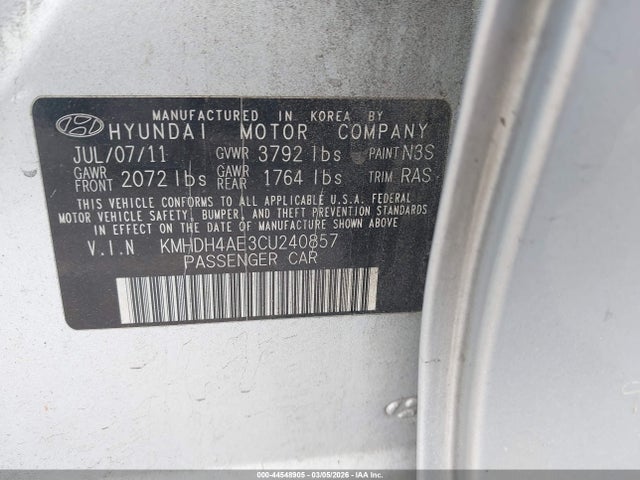 MANUFACTURED IN KOREA BY
HYUNDAI MOTOR COMPANY
JUL/07/11 GVWR 3792 lbs PAINT N3S
GAWR FRONT 2072 lbs GAWR REAR 1764 lbs TRIM RAS
THIS VEHICLE CONFORMS TO ALL APPLICABLE U.S.A. FEDERAL
MOTOR VEHICLE SAFETY, BUMPER, AND THEFT PREVENTION STANDARDS
IN EFFECT ON THE DATE OF MANUFACTURE SHOWN ABOVE
V.I.N KMHDH4AE3CU240857
PASSENGER CAR
000-44548905 - 03/05/2026 - COPYRIGHT IAA, LLC.